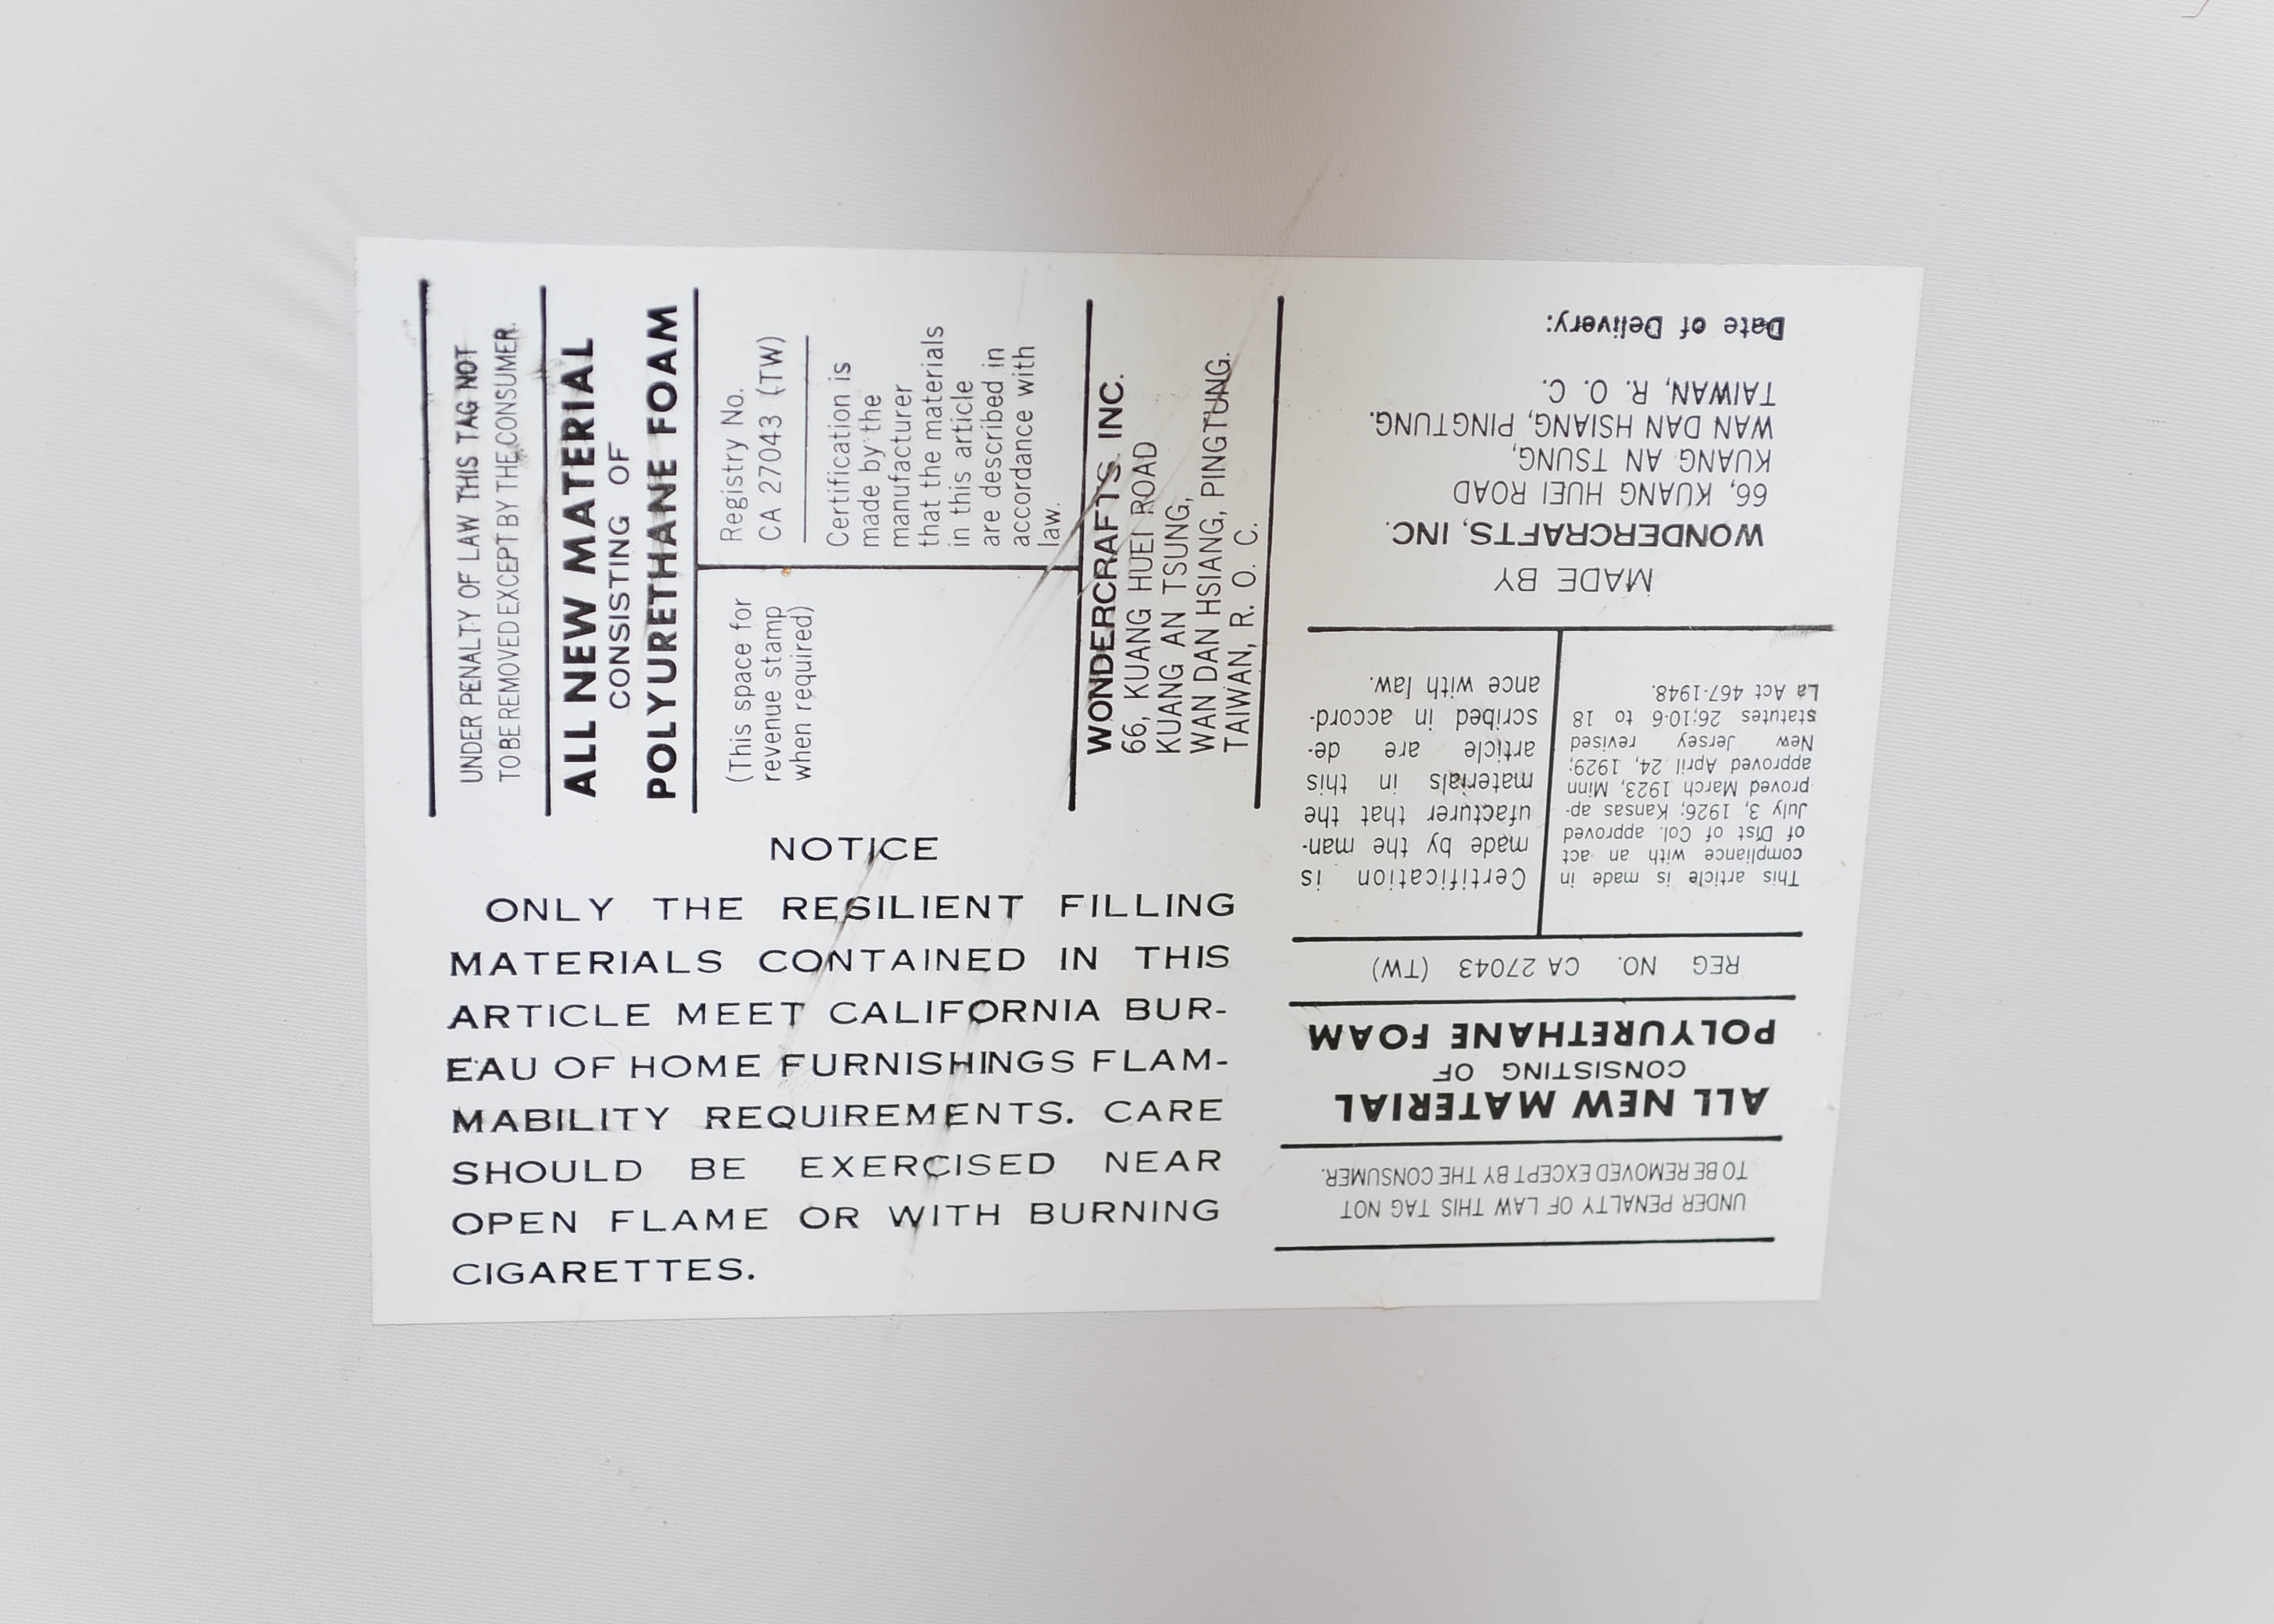 UNDER PENALTY OF LAW THIS TAG NOT
TO BE REMOVED EXCEPT BY THE CONSUMER.
ALL NEW MATERIAL
CONSISTING OF
POLYURETHANE FOAM
(This space for
revenue stamp
when required)
Registry No.
CA 27043 (TW)
Certification is
made by the
manufacturer
that the materials
in this article
are described in
accordance with
law.
WONDERCRAFTS, INC.
66, KUANG HUEI ROAD
KUANG AN TSUNG,
WAN DAN HSIANG, PINGTUNG.
TAIWAN, R. O. C.
NOTICE
ONLY THE RESILIENT FILLING
MATERIALS CONTAINED IN THIS
ARTICLE MEET CALIFORNIA BUR-
EAU OF HOME FURNISHINGS FLAM-
MABILITY REQUIREMENTS. CARE
SHOULD BE EXERCISED NEAR
OPEN FLAME OR WITH BURNING
CIGARETTES.
UNDER PENALTY OF LAW THIS TAG NOT
TO BE REMOVED EXCEPT BY THE CONSUMER.
ALL NEW MATERIAL
CONSISTING OF
POLYURETHANE FOAM
REG NO. CA 27043 (TW)
This article is made in
compliance with an act
of Dist of Col. approved
July 3, 1926; Kansas ap-
proved March 1923, Minn
approved April 24, 1929;
New Jersey revised
statutes 26;10-6 to 18
La Act 467-1948.
Certification is
made by the man-
ufacturer that the
materials in this
article are de-
scribed in accord-
ance with law.
MADE BY
WONDERCRAFTS, INC.
66, KUANG HUEI ROAD
KUANG AN TSUNG,
WAN DAN HSIANG, PINGTUNG.
TAIWAN, R. O. C.
Date of Delivery: